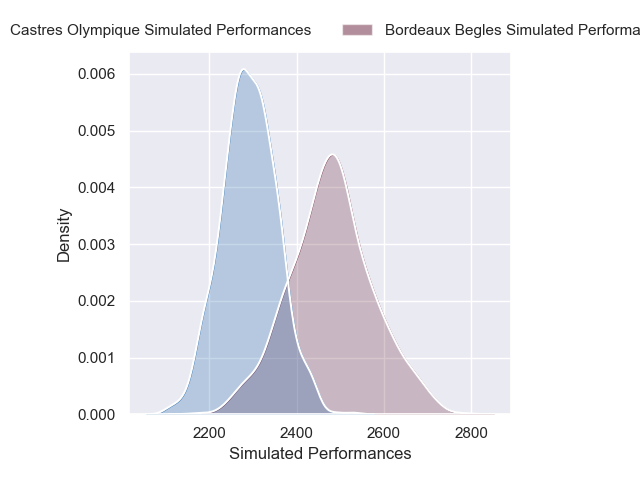 Castres Olympique Simulated Performances
Bordeaux Begles Simulated Performa
0.006
0.005
0.004
0.003
0.002
0.001
0.000
Density
2200
2400
2600
2800
Simulated Performances